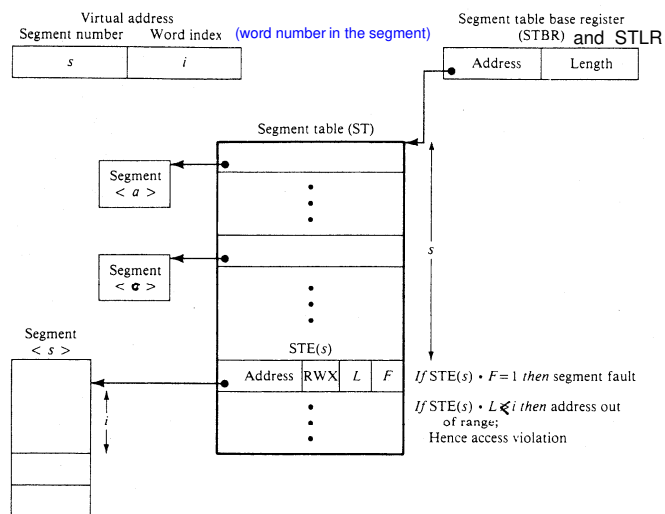 Virtual address
Segment number Word index (word number in the segment)
s i
Segment table base register
(STBR) and STLR
Address Length
Segment table (ST)
Segment
< a >
s
Segment
< c >
Segment
< s >
STE(s)
Address RWX L F
i
If STE(s) • F = 1 then segment fault
If STE(s) • L ≤ i then address out
of range;
Hence access violation